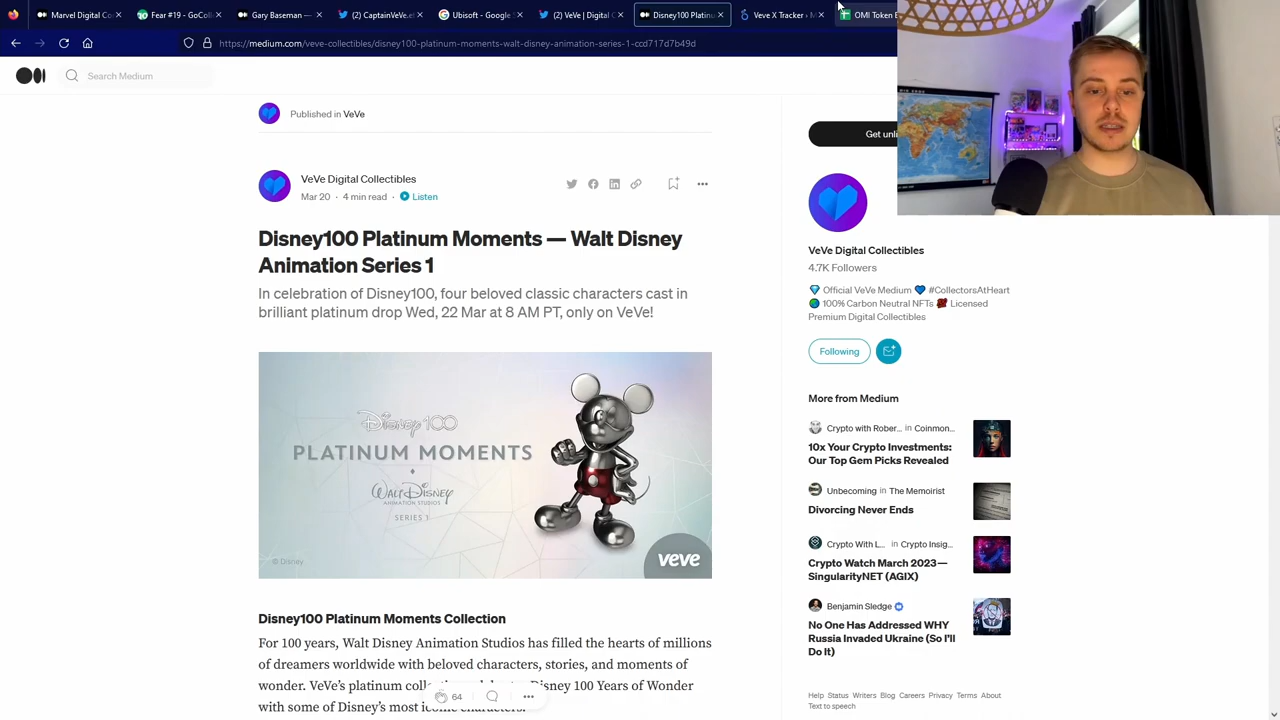 Marvel Digital Co
Fear #19 - GoColl
Gary Baseman —
(2) CaptainVeVe.et
Ubisoft - Google
(2) VeVe | Digital C
Disney100 Platinu
Veve X Tracker › M
OMI Token B
https://medium.com/veve-collectibles/disney100-platinum-moments-walt-disney-animation-series-1-ccd717d7b49d
Search Medium
Published in VeVe
VeVe Digital Collectibles
Mar 20 · 4 min read · Listen
Disney100 Platinum Moments — Walt Disney
Animation Series 1
In celebration of Disney100, four beloved classic characters cast in
brilliant platinum drop Wed, 22 Mar at 8 AM PT, only on VeVe!
Disney 100
PLATINUM MOMENTS
WALT DISNEY
ANIMATION STUDIOS
SERIES 1
© Disney
veve
Disney100 Platinum Moments Collection
For 100 years, Walt Disney Animation Studios has filled the hearts of millions
of dreamers worldwide with beloved characters, stories, and moments of
wonder. VeVe's platinum Disney 100 Years of Wonder
with some of Disney's most iconic characters.
64
Get unli
VeVe Digital Collectibles
4.7K Followers
Official VeVe Medium #CollectorsAtHeart
100% Carbon Neutral NFTs Licensed
Premium Digital Collectibles
Following
More from Medium
Crypto with Rober... in Coinmon...
10x Your Crypto Investments:
Our Top Gem Picks Revealed
Unbecoming in The Memoirist
Divorcing Never Ends
Crypto With L... in Crypto Insig...
Crypto Watch March 2023—
SingularityNET (AGIX)
Benjamin Sledge
No One Has Addressed WHY
Russia Invaded Ukraine (So I'll
Do It)
Help Status Writers Blog Careers Privacy Terms About
Text to speech